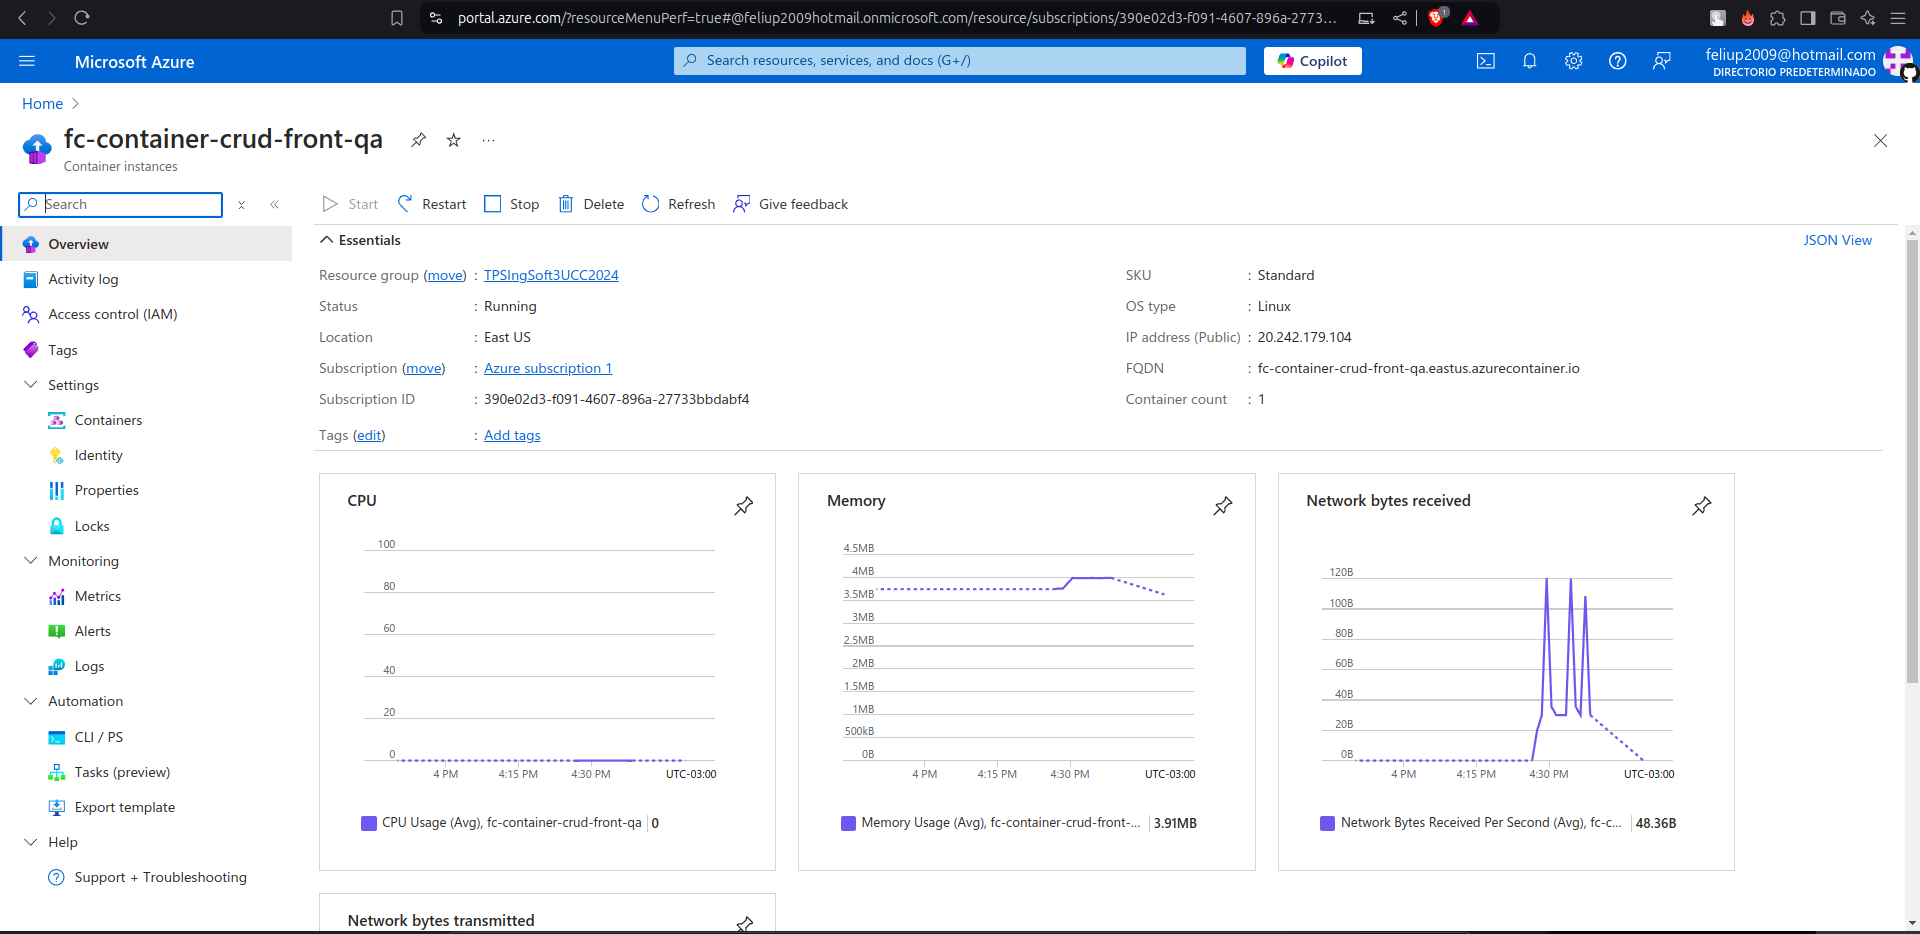 portal.azure.com/?resourceMenuPerf=true#@feliup2009hotmail.onmicrosoft.com/resource/subscriptions/390e02d3-f091-4607-896a-2773...
1
Microsoft Azure
Search resources, services, and docs (G+/)
Copilot
feliup2009@hotmail.com
DIRECTORIO PREDETERMINADO
Home
fc-container-crud-front-qa
Container instances
Search
Start
Restart
Stop
Delete
Refresh
Give feedback
Overview
Activity log
Access control (IAM)
Tags
Settings
Containers
Identity
Properties
Locks
Monitoring
Metrics
Alerts
Logs
Automation
CLI / PS
Tasks (preview)
Export template
Help
Support + Troubleshooting
Essentials
JSON View
Resource group (move) : TPSIngSoft3UCC2024
Status : Running
Location : East US
Subscription (move) : Azure subscription 1
Subscription ID : 390e02d3-f091-4607-896a-27733bbdabf4
Tags (edit) : Add tags
SKU : Standard
OS type : Linux
IP address (Public) : 20.242.179.104
FQDN : fc-container-crud-front-qa.eastus.azurecontainer.io
Container count : 1
CPU
100
80
60
40
20
0
4 PM 4:15 PM 4:30 PM UTC-03:00
CPU Usage (Avg), fc-container-crud-front-qa 0
Memory
4.5MB
4MB
3.5MB
3MB
2.5MB
2MB
1.5MB
1MB
500kB
0B
4 PM 4:15 PM 4:30 PM UTC-03:00
Memory Usage (Avg), fc-container-crud-front-... 3.91MB
Network bytes received
120B
100B
80B
60B
40B
20B
0B
4 PM 4:15 PM 4:30 PM UTC-03:00
Network Bytes Received Per Second (Avg), fc-c... 48.36B
Network bytes transmitted